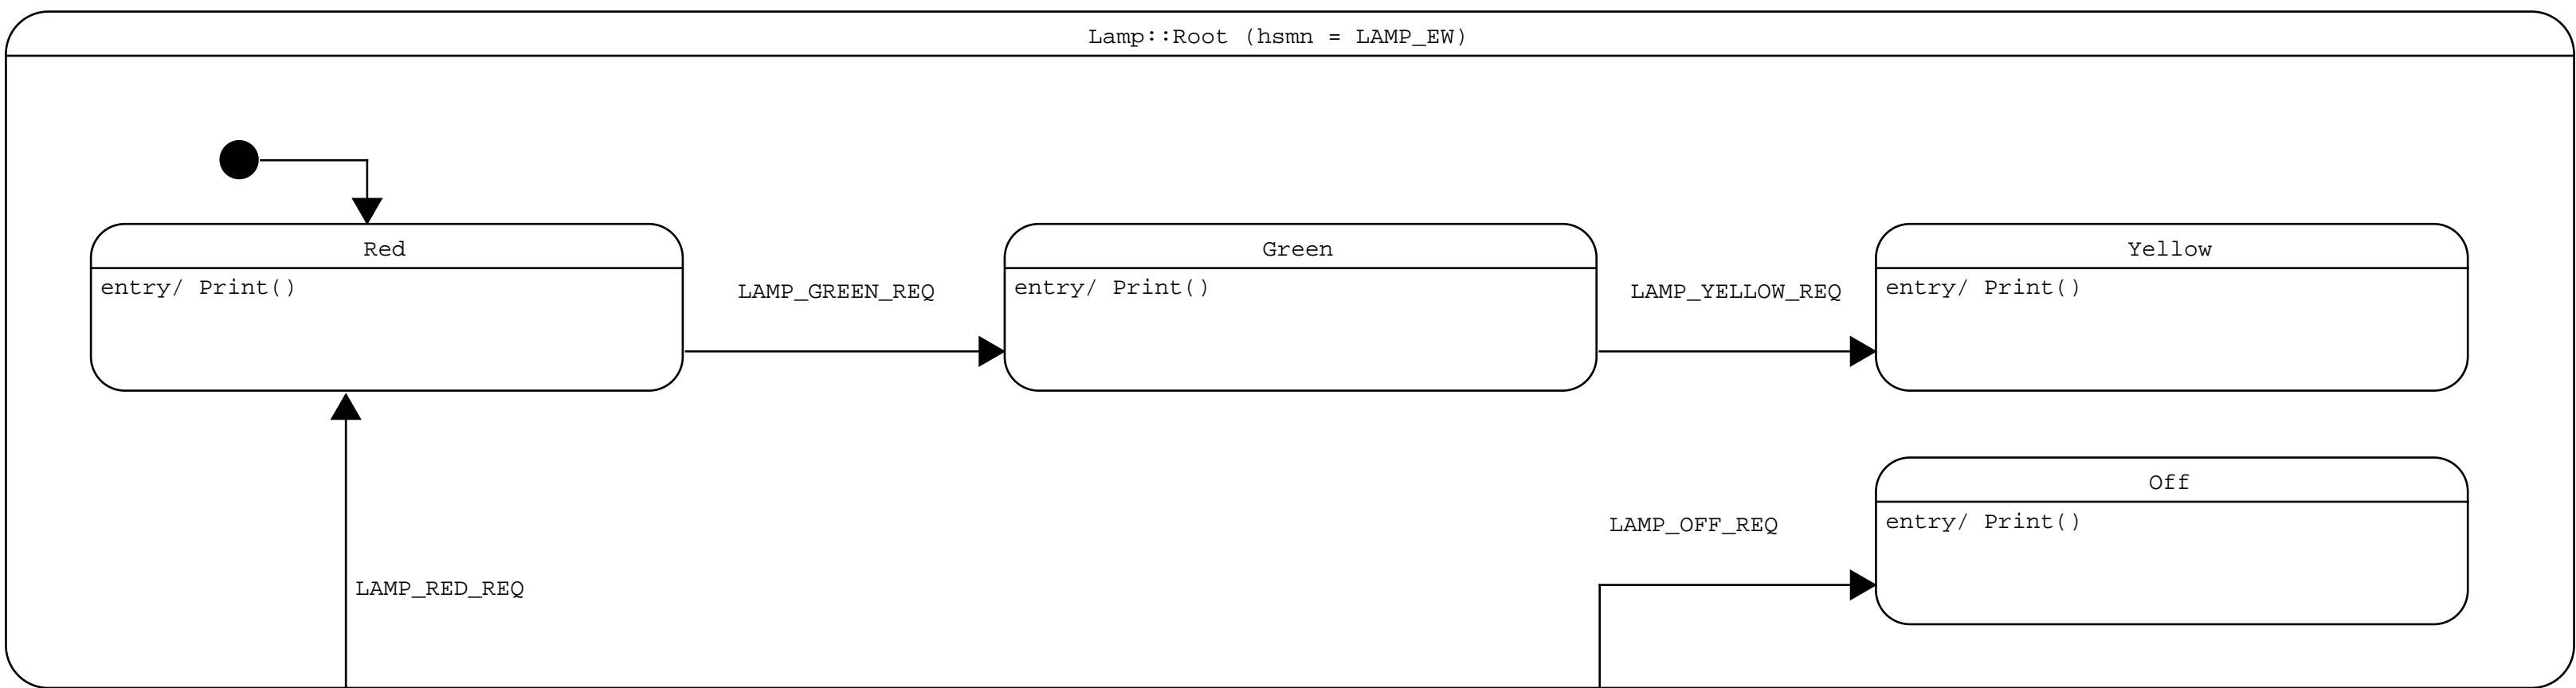 Lamp::Root (hsmn = LAMP_EW)
Red
entry/ Print()
LAMP_GREEN_REQ
Green
entry/ Print()
LAMP_YELLOW_REQ
Yellow
entry/ Print()
Off
entry/ Print()
LAMP_OFF_REQ
LAMP_RED_REQ